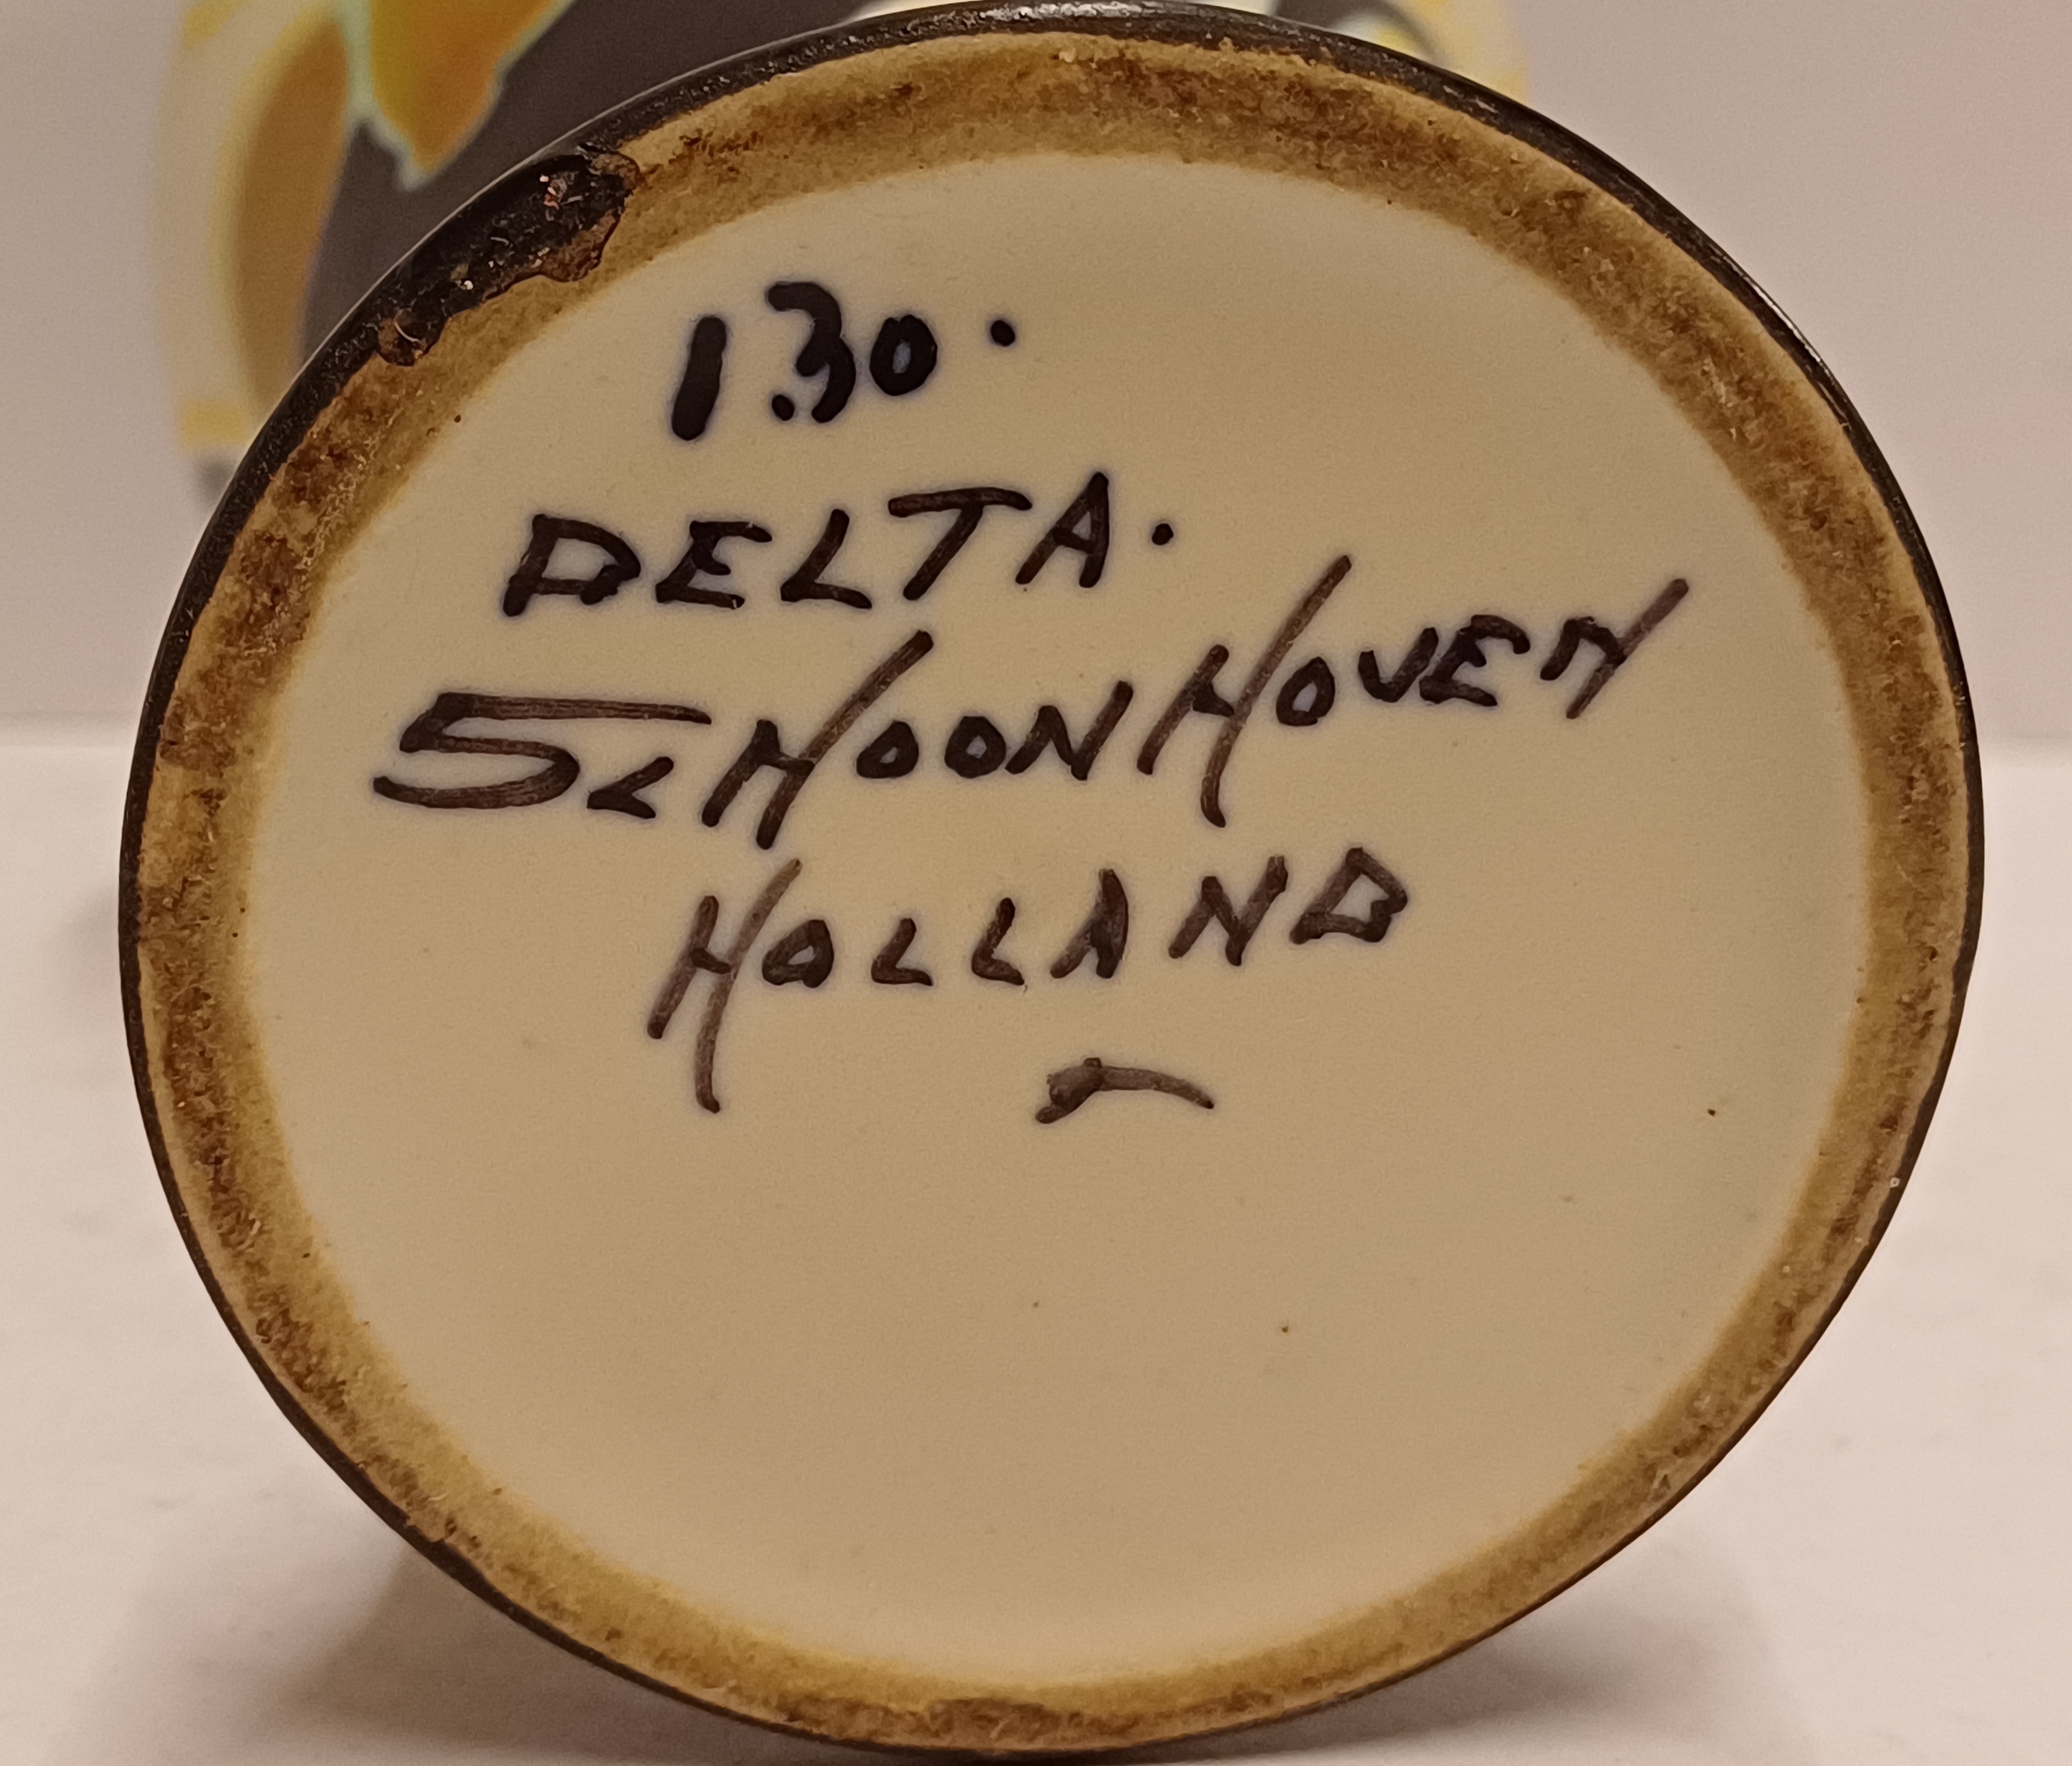 130.
DELTA.
SCHOONHOVEN
HOLLAND